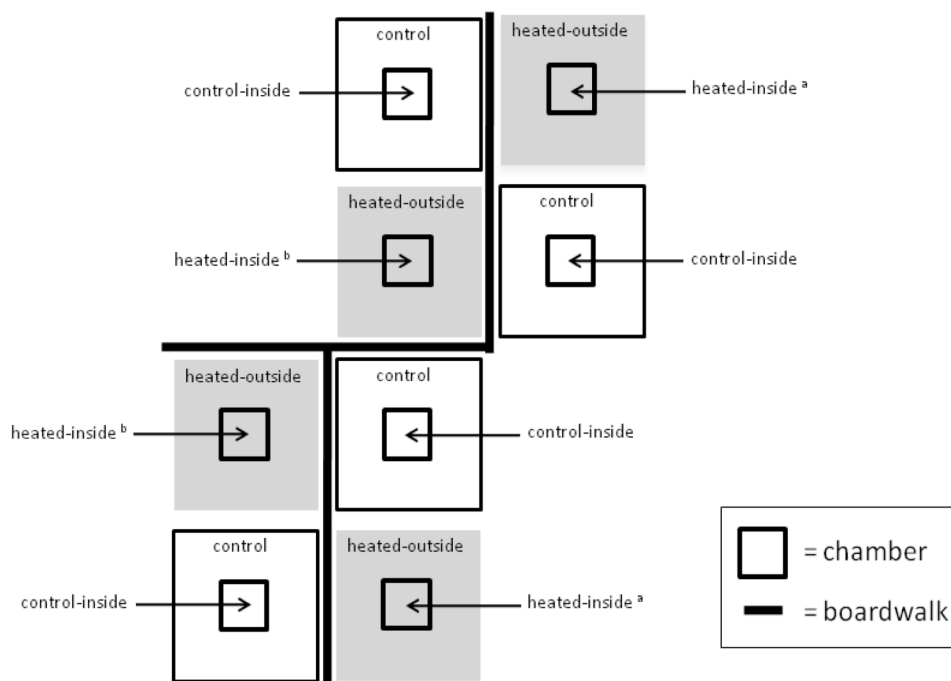 control
heated-outside
control-inside
heated-inside a
heated-outside
control
heated-inside b
control-inside
heated-outside
control
heated-inside b
control-inside
control
heated-outside
control-inside
heated-inside a
= chamber
= boardwalk